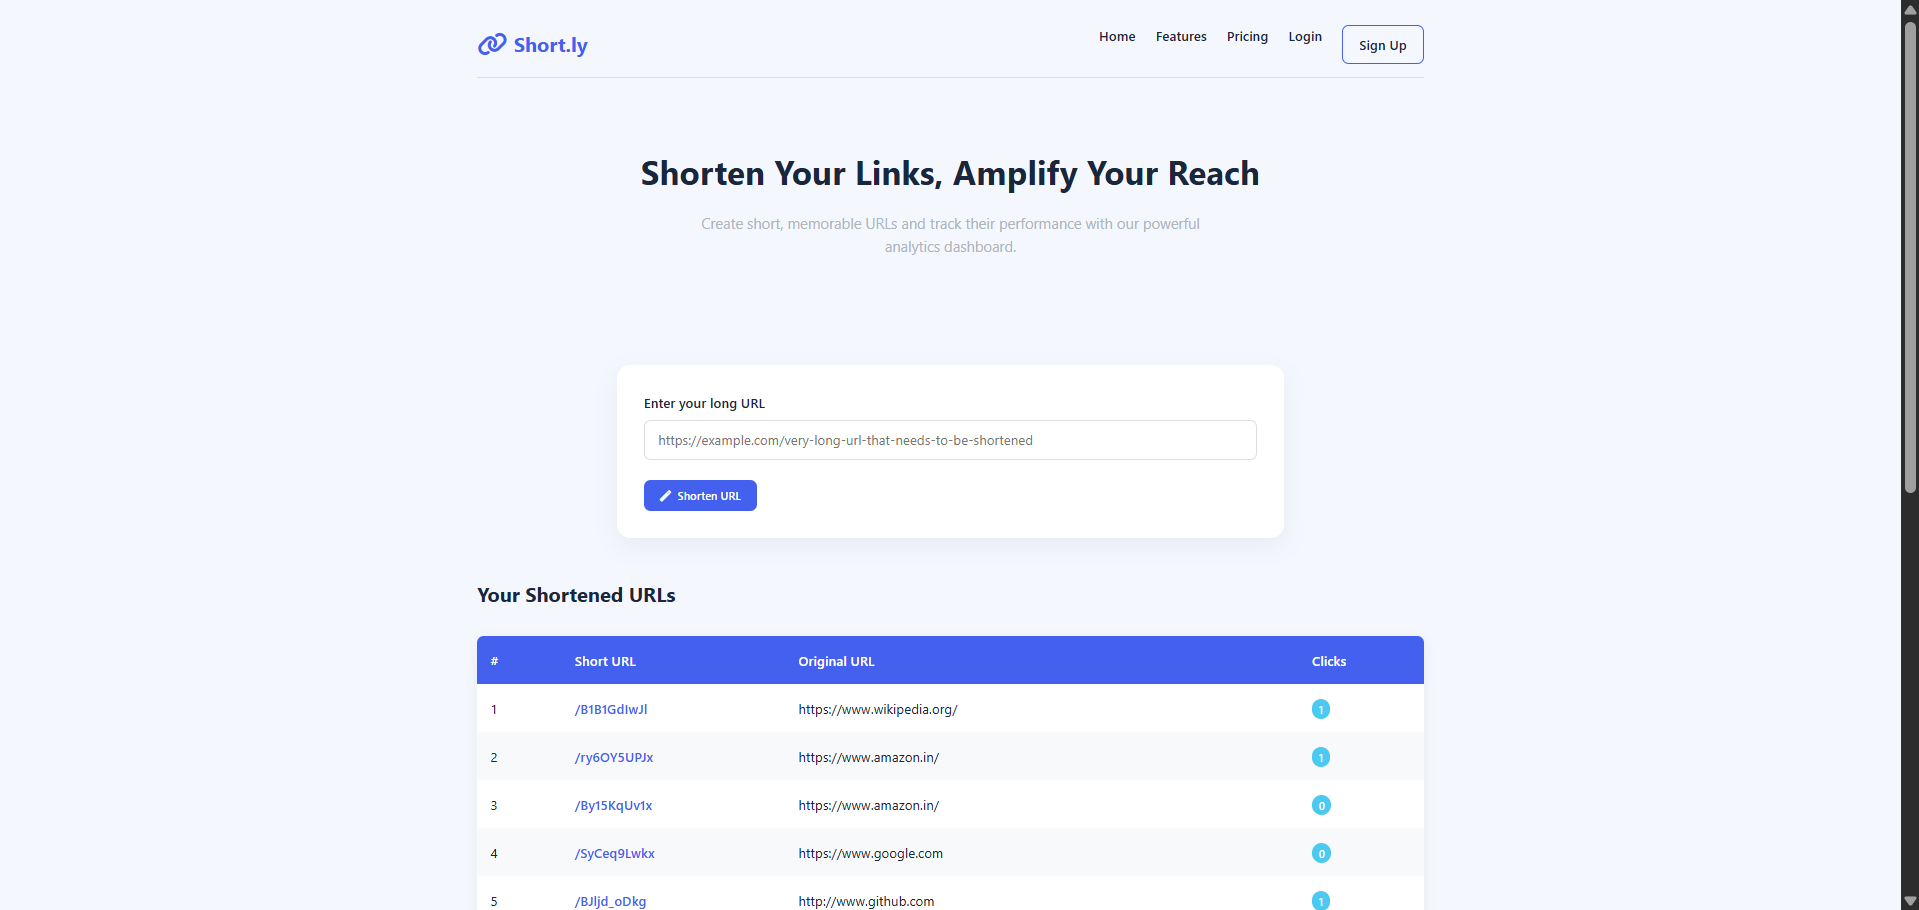 Short.ly
Home Features Pricing Login Sign Up
Shorten Your Links, Amplify Your Reach
Create short, memorable URLs and track their performance with our powerful
analytics dashboard.
Enter your long URL
https://example.com/very-long-url-that-needs-to-be-shortened
Shorten URL
Your Shortened URLs
# Short URL Original URL Clicks
1 /B1B1GdIwJl https://www.wikipedia.org/ 1
2 /ry6OY5UPJx https://www.amazon.in/ 1
3 /By15KqUv1x https://www.amazon.in/ 0
4 /SyCeq9Lwkx https://www.google.com 0
5 /BJljd_oDkg http://www.github.com 1